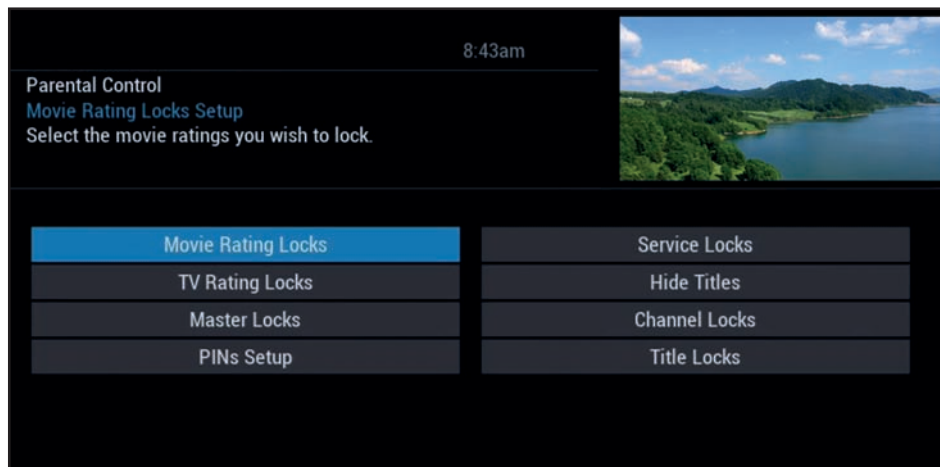 8:43am
Parental Control
Movie Rating Locks Setup
Select the movie ratings you wish to lock.
Movie Rating Locks
Service Locks
TV Rating Locks
Hide Titles
Master Locks
Channel Locks
PINs Setup
Title Locks